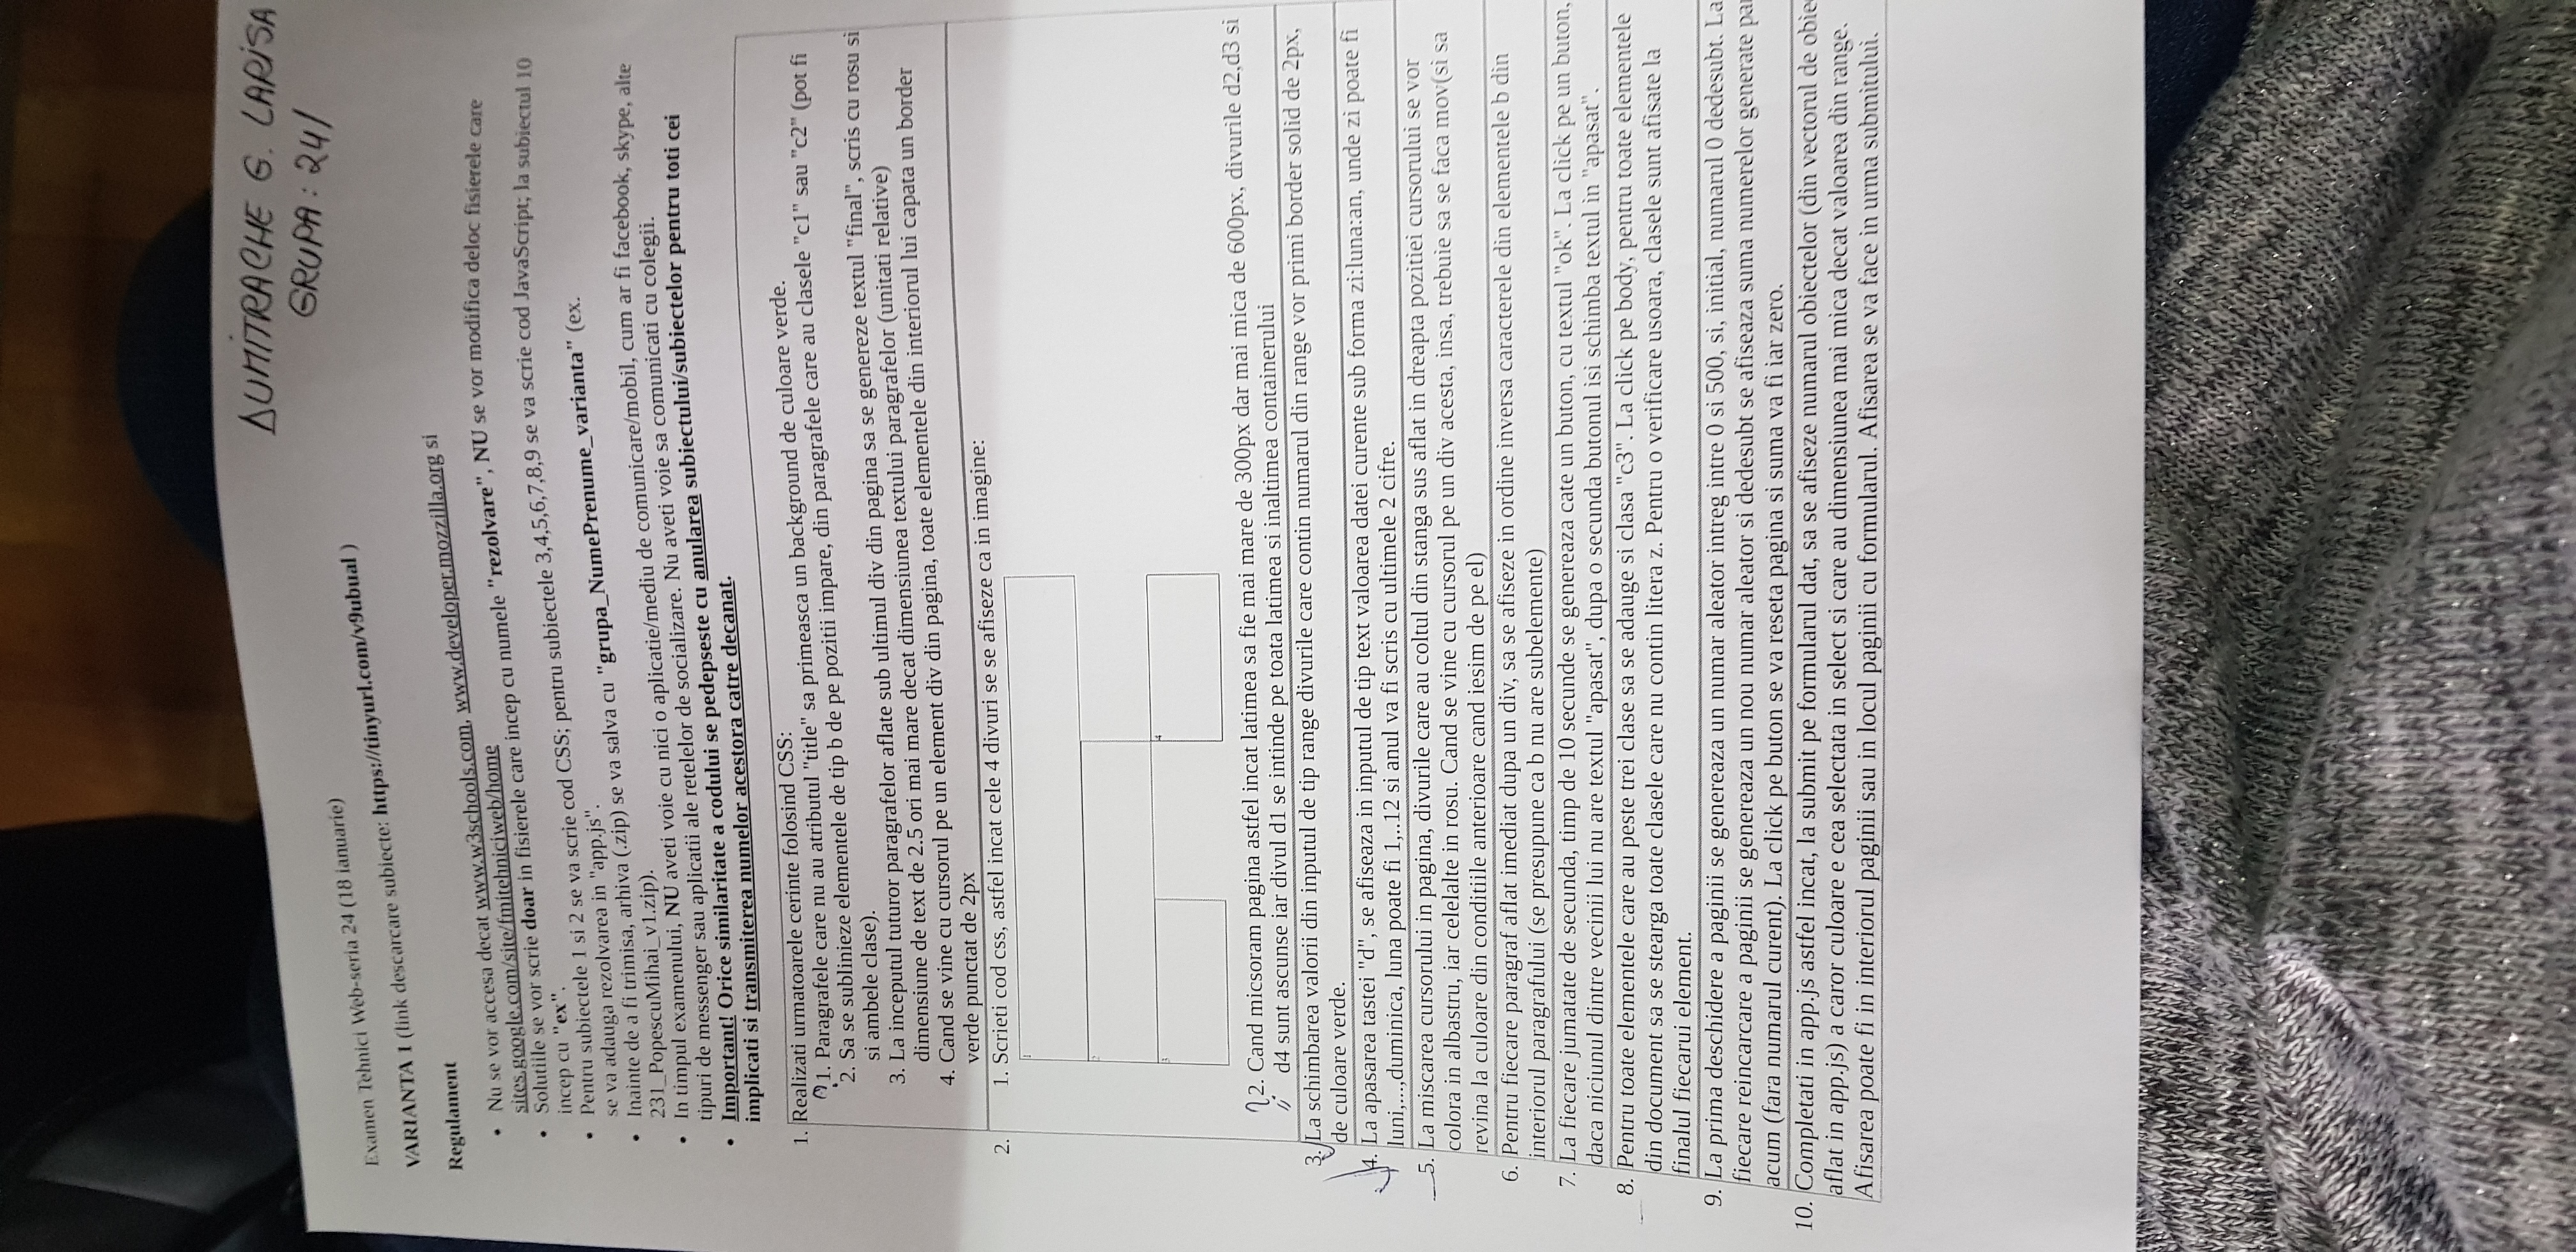 DUMITRACHE G. LARISA
GRUPA: 241
Examen Tehnici Web-seria 24 (18 ianuarie)
VARIANTA 1 (link descarcare subiecte: https://tinyurl.com/v9ubual )
Regulament
• Nu se vor accesa decat www.w3schools.com, www.developer.mozzilla.org si
sites.google.com/site/fmitehniciweb/home
• Solutiile se vor scrie doar in fisierele care incep cu numele "rezolvare", NU se vor modifica deloc fisierele care
incep cu "ex".
• Pentru subiectele 1 si 2 se va scrie cod CSS; pentru subiectele 3,4,5,6,7,8,9 se va scrie cod JavaScript; la subiectul 10
se va adauga rezolvarea in "app.js".
• Inainte de a fi trimisa, arhiva (.zip) se va salva cu "grupa_NumePrenume_varianta" (ex.
231_PopescuMihai_v1.zip).
• In timpul examenului, NU aveti voie cu nici o aplicatie/mediu de comunicare/mobil, cum ar fi facebook, skype, alte
tipuri de messenger sau aplicatii ale retelelor de socializare. Nu aveti voie sa comunicati cu colegii.
• Important! Orice similaritate a codului se pedepseste cu anularea subiectului/subiectelor pentru toti cei
implicati si transmiterea numelor acestora catre decanat.
1. Realizati urmatoarele cerinte folosind CSS:
1. Paragrafele care nu au atributul "title" sa primeasca un background de culoare verde.
2. Sa se sublinieze elementele de tip b de pe pozitii impare, din paragrafele care au clasele "c1" sau "c2" (pot fi
si ambele clase).
3. La inceputul tuturor paragrafelor aflate sub ultimul div din pagina sa se genereze textul "final", scris cu rosu si
dimensiune de text de 2.5 ori mai mare decat dimensiunea textului paragrafelor (unitati relative)
4. Cand se vine cu cursorul pe un element div din pagina, toate elementele din interiorul lui capata un border
verde punctat de 2px
2. 1. Scrieti cod css, astfel incat cele 4 divuri se se afiseze ca in imagine:
1
2
3
4
2. Cand micsoram pagina astfel incat latimea sa fie mai mare de 300px dar mai mica de 600px, divurile d2,d3 si
d4 sunt ascunse iar divul d1 se intinde pe toata latimea si inaltimea containerului
3. La schimbarea valorii din inputul de tip range divurile care contin numarul din range vor primi border solid de 2px,
de culoare verde.
4. La apasarea tastei "d", se afiseaza in inputul de tip text valoarea datei curente sub forma zi:luna:an, unde zi poate fi
luni,...,duminica, luna poate fi 1,..12 si anul va fi scris cu ultimele 2 cifre.
5. La miscarea cursorului in pagina, divurile care au coltul din stanga sus aflat in dreapta pozitiei cursorului se vor
colora in albastru, iar celelalte in rosu. Cand se vine cu cursorul pe un div acesta, insa, trebuie sa se faca mov(si sa
revina la culoare din conditiile anterioare cand iesim de pe el)
6. Pentru fiecare paragraf aflat imediat dupa un div, sa se afiseze in ordine inversa caracterele din elementele b din
interiorul paragrafului (se presupune ca b nu are subelemente)
7. La fiecare jumatate de secunda, timp de 10 secunde se genereaza cate un buton, cu textul "ok". La click pe un buton,
daca niciunul dintre vecinii lui nu are textul "apasat", dupa o secunda butonul isi schimba textul in "apasat".
8. Pentru toate elementele care au peste trei clase sa se adauge si clasa "c3". La click pe body, pentru toate elementele
din document sa se stearga toate clasele care nu contin litera z. Pentru o verificare usoara, clasele sunt afisate la
finalul fiecarui element.
9. La prima deschidere a paginii se genereaza un numar aleator intreg intre 0 si 500, si, initial, numarul 0 dedesubt. La
fiecare reincarcare a paginii se genereaza un nou numar aleator si dedesubt se afiseaza suma numerelor generate pa
acum (fara numarul curent). La click pe buton se va reseta pagina si suma va fi iar zero.
10. Completati in app.js astfel incat, la submit pe formularul dat, sa se afiseze numarul obiectelor (din vectorul de obie
aflat in app.js) a caror culoare e cea selectata in select si care au dimensiunea mai mica decat valoarea din range.
Afisarea poate fi in interiorul paginii sau in locul paginii cu formularul. Afisarea se va face in urma submitului.